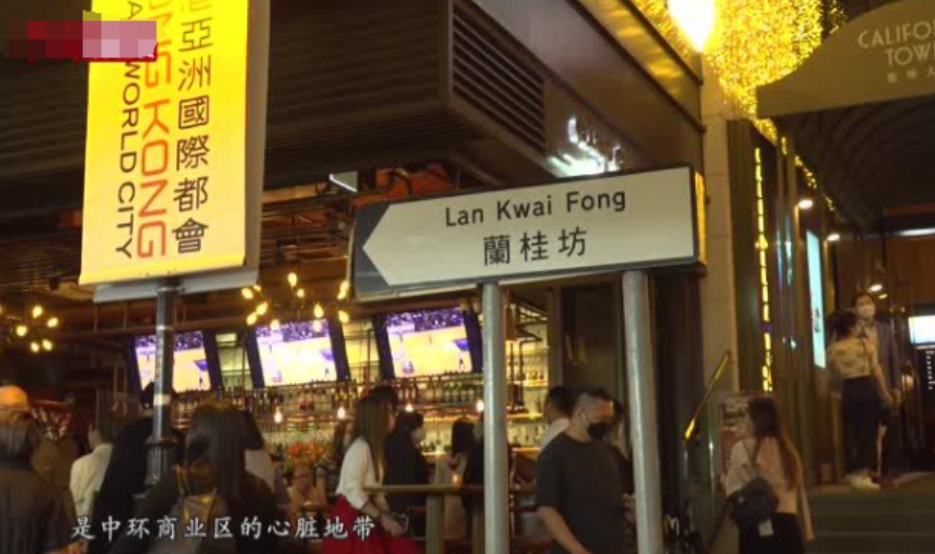 亞洲國際都會
NG KONG
WORLD CITY
CALIFO
TOWE
Lan Kwai Fong
蘭桂坊
是中环商业区的心脏地带